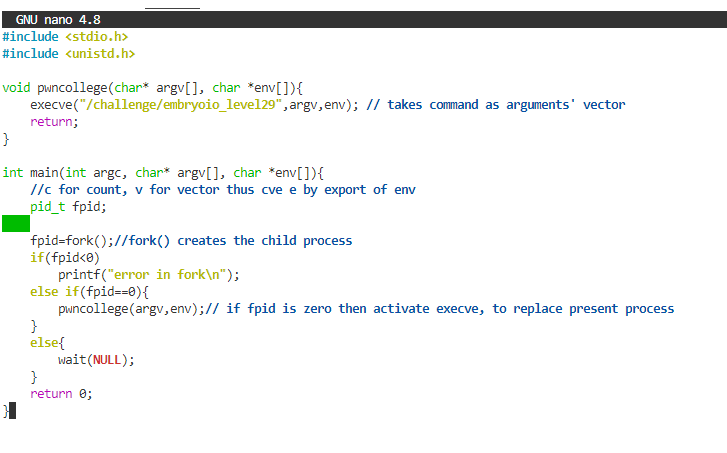 GNU nano 4.8
#include <stdio.h>
#include <unistd.h>
void pwncollege(char* argv[], char *env[]){
    execve("/challenge/embryoio_level29",argv,env); // takes command as arguments' vector
    return;
}
int main(int argc, char* argv[], char *env[]){
    //c for count, v for vector thus cve e by export of env
    pid_t fpid;
    fpid=fork();//fork() creates the child process
    if(fpid<0)
        printf("error in fork\n");
    else if(fpid==0){
        pwncollege(argv,env);// if fpid is zero then activate execve, to replace present process
    }
    else{
        wait(NULL);
    }
    return 0;
}